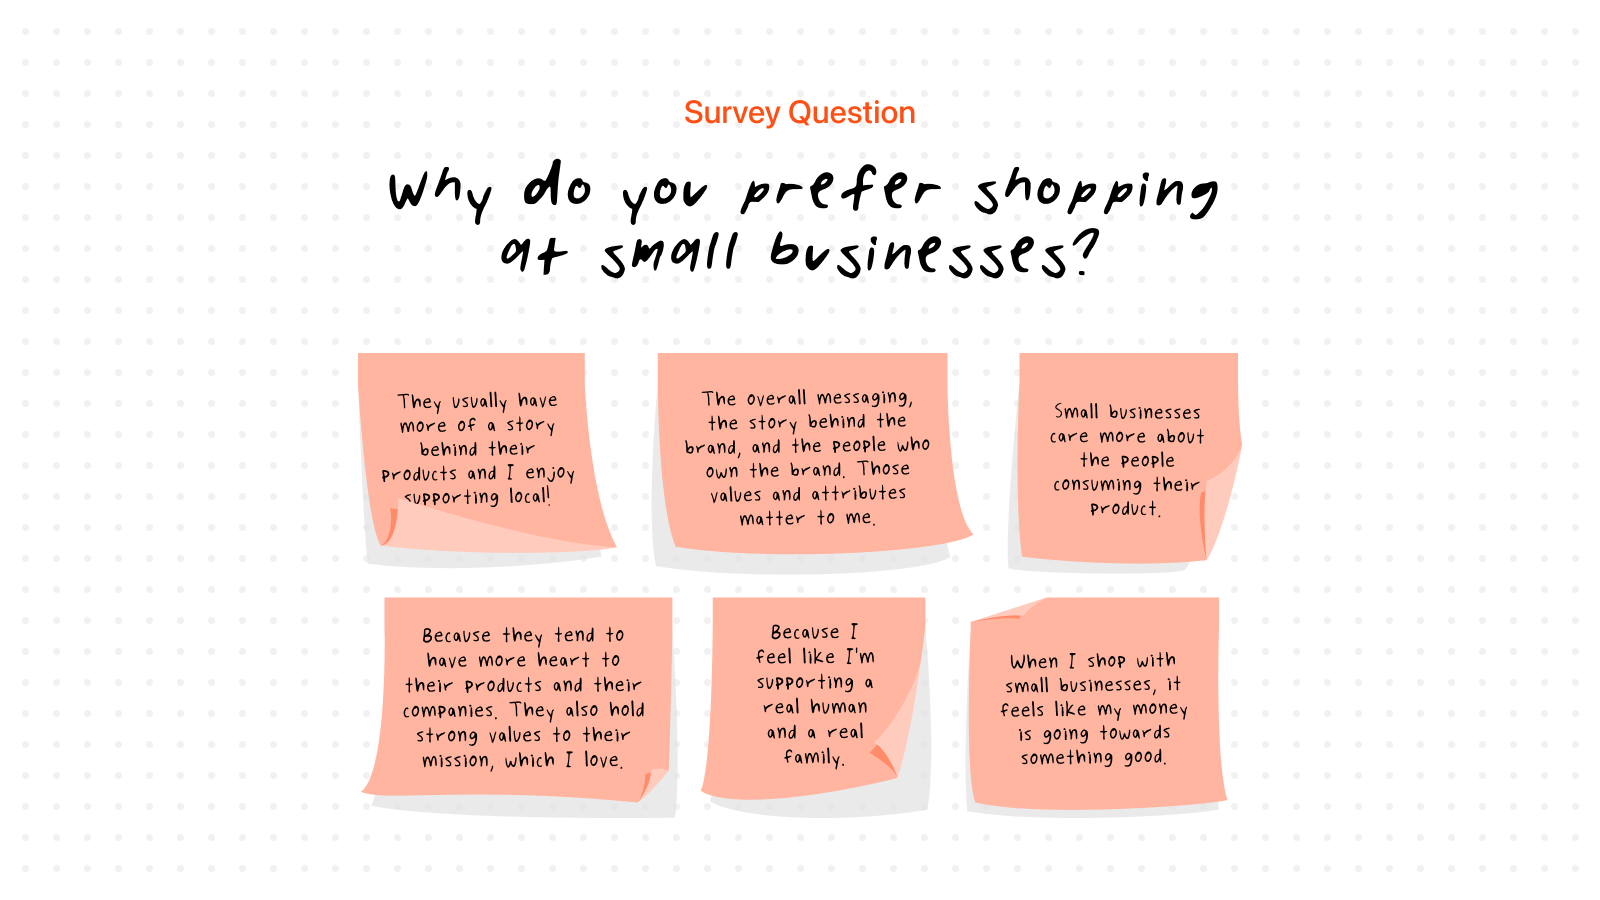 Survey Question
Why do you prefer shopping
at small businesses?
They usually have
more of a story
behind their
products and I enjoy
supporting local!
The overall messaging,
the story behind the
brand, and the people who
own the brand. Those
values and attributes
matter to me.
Small businesses
care more about
the people
consuming their
product.
Because they tend to
have more heart to
their products and their
companies. They also hold
strong values to their
mission, which I love.
Because I
feel like I'm
supporting a
real human
and a real
family.
When I shop with
small businesses, it
feels like my money
is going towards
something good.